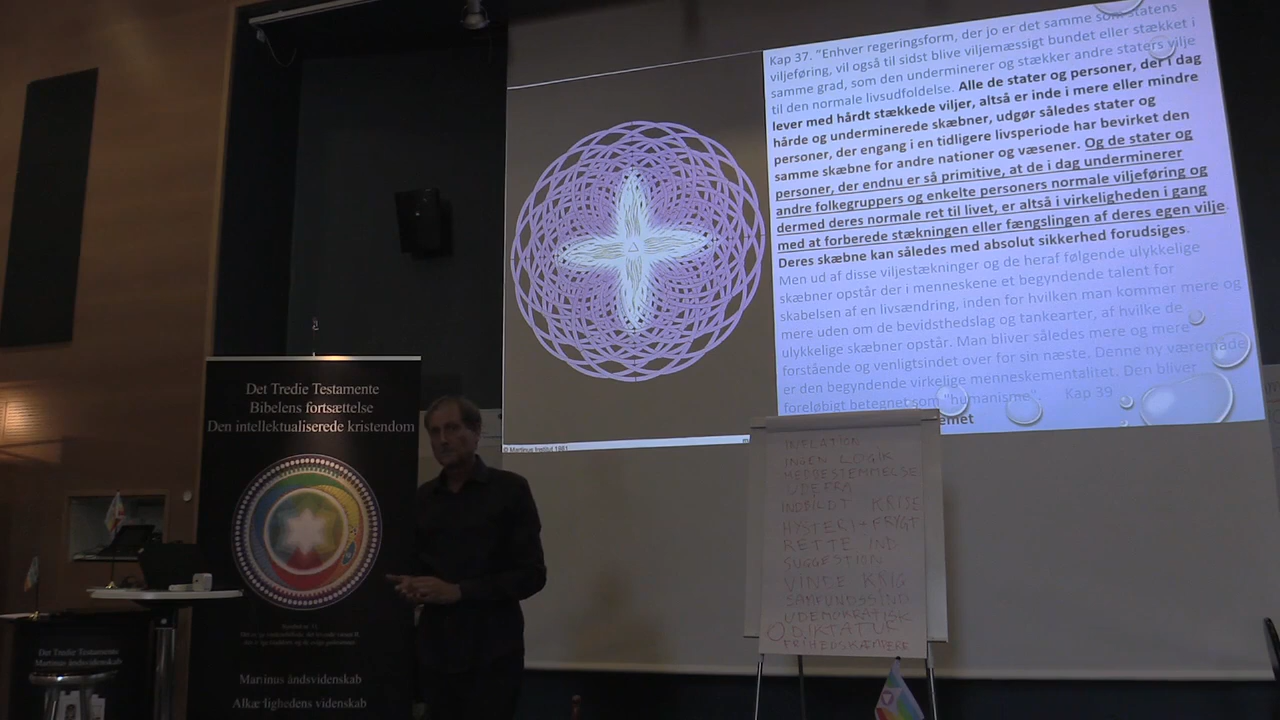 Kap 37. "Enhver regeringsform, der jo er det samme som statens
viljeføring, vil også til sidst blive viljemæssigt bundet eller stækket i
samme grad, som den underminerer og stækker andre staters vilje
til den normale livsudfoldelse. Alle de stater og personer, der i dag
lever med hårdt stækkede viljer, altså er inde i mere eller mindre
hårde og underminerede skæbner, udgør således stater og
personer, der engang i en tidligere livsperiode har bevirket den
samme skæbne for andre nationer og væsener. Og de stater og
personer, der endnu er så primitive, at de i dag underminerer
andre folkegruppers og enkelte personers normale viljeføring og
dermed deres normale ret til livet, er altså i virkeligheden i gang
med at forberede stækningen eller fængslingen af deres egen vilje.
Deres skæbne kan således med absolut sikkerhed forudsiges.
Men ud af disse viljestækninger og de heraf følgende ulykkelige
skæbner opstår der i menneskene et begyndende talent for
skabelsen af en livsændring, inden for hvilken man kommer mere og
mere uden om de bevidsthedslag og tankearter, af hvilke de
ulykkelige skæbner opstår. Man bliver således mere og mere
forstående og venligtsindet over for sin næste. Denne ny væremåde
er den begyndende virkelige menneskementalitet. Den bliver
foreløbigt betegnet som "humanisme". Kap 39
emet
© Martinus Institut 1981
Det Tredie Testamente
Bibelens fortsættelse
Den intellektualiserede kristendom
Martinus åndsvidenskab
Alkærlighedens videnskab
Det Tredie Testamente
Martinus åndsvidenskab
INFLATION
INGEN LOGIK
MEDBESTEMMELSE
UDEFRA
INDBILDT KRISE
HYSTERI + FRYGT
RETTE IND
SUGGESTION
VINDE KRIG
SAMFUNDSSIND
UDEMOKRATISK
DIKTATUR
FRIHEDSKÆMPERE